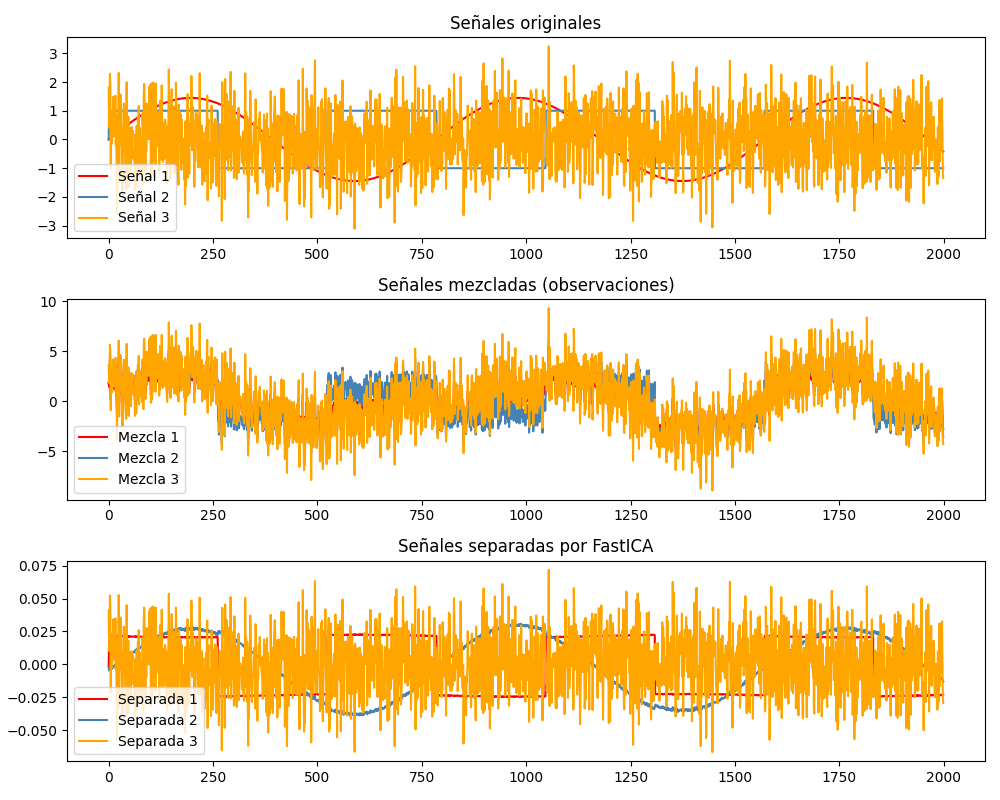 Señales originales
3
2
1
0
−1
−2
−3
Señal 1
Señal 2
Señal 3
0 250 500 750 1000 1250 1500 1750 2000
Señales mezcladas (observaciones)
10
5
0
−5
Mezcla 1
Mezcla 2
Mezcla 3
0 250 500 750 1000 1250 1500 1750 2000
Señales separadas por FastICA
0.075
0.050
0.025
0.000
−0.025
−0.050
Separada 1
Separada 2
Separada 3
0 250 500 750 1000 1250 1500 1750 2000